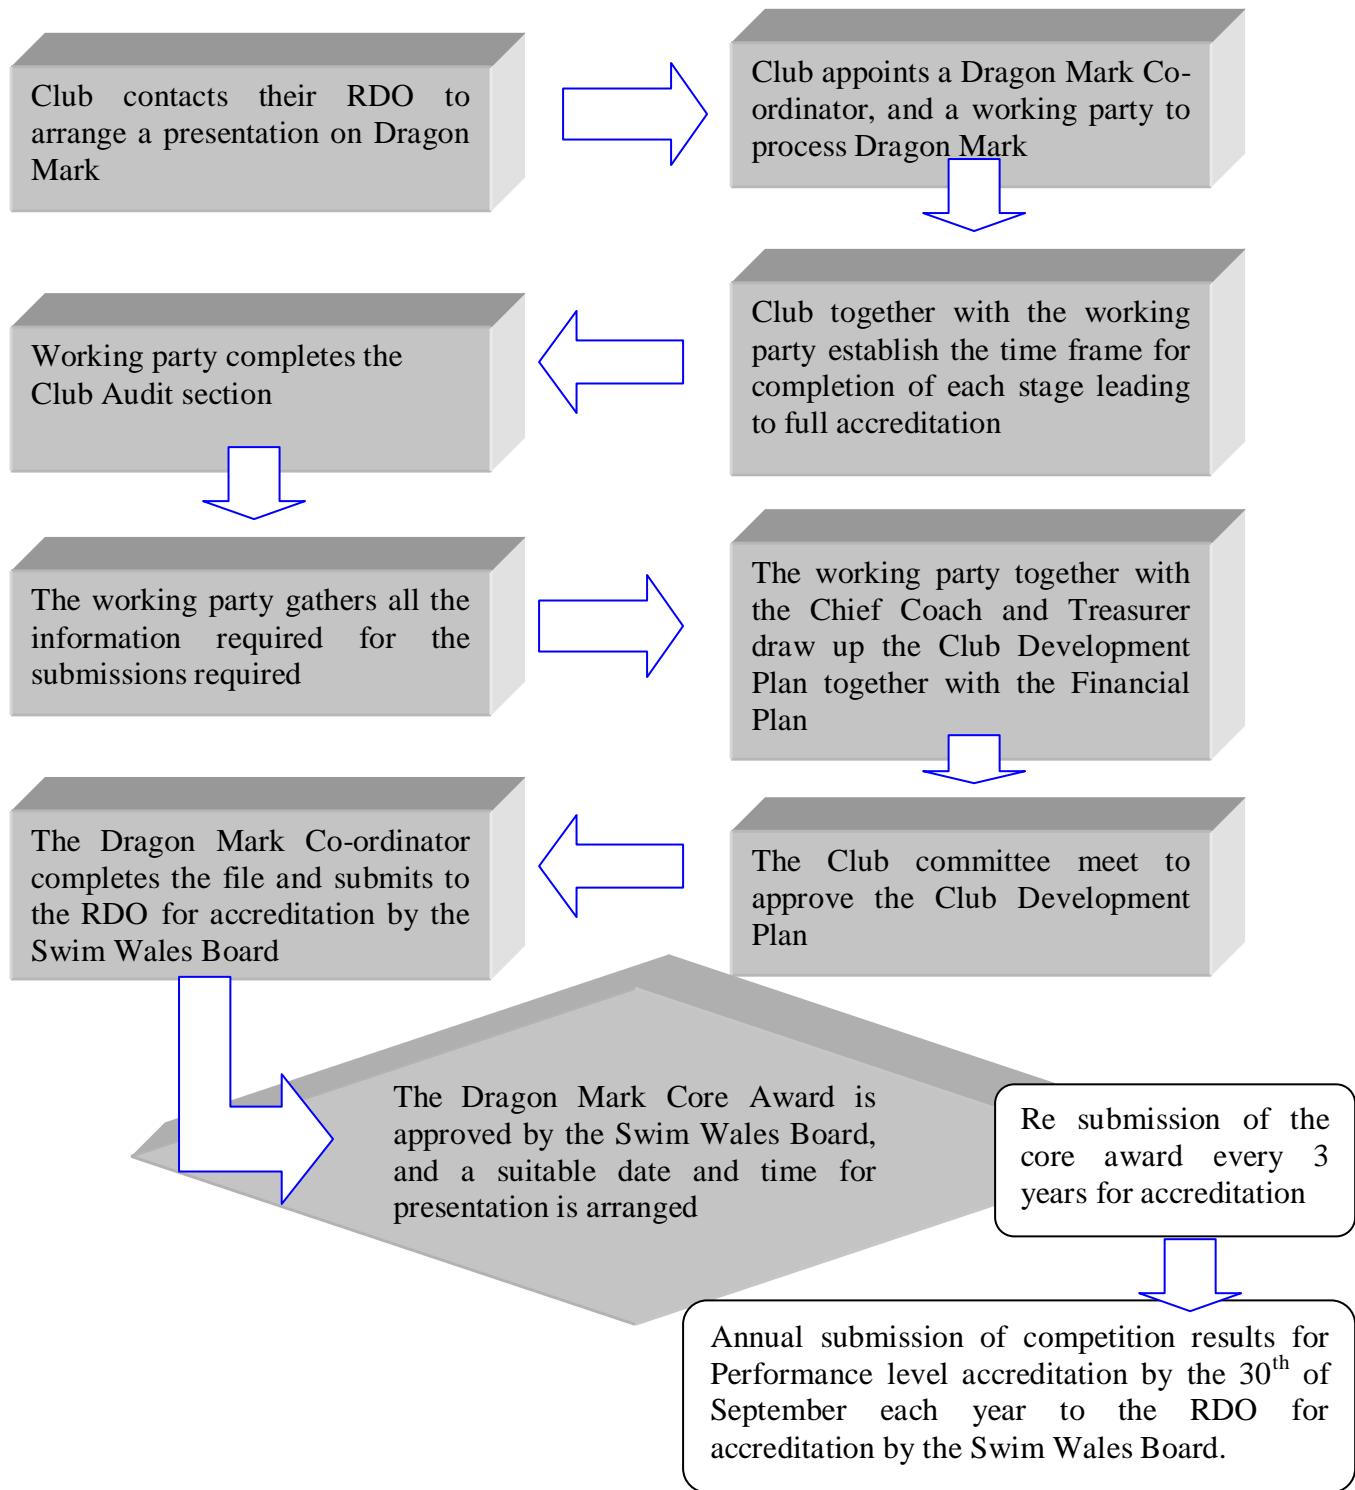 Club contacts their RDO to
arrange a presentation on Dragon
Mark
Club appoints a Dragon Mark Co-
ordinator, and a working party to
process Dragon Mark
Club together with the working
party establish the time frame for
completion of each stage leading
to full accreditation
Working party completes the
Club Audit section
The working party gathers all the
information required for the
submissions required
The working party together with
the Chief Coach and Treasurer
draw up the Club Development
Plan together with the Financial
Plan
The Club committee meet to
approve the Club Development
Plan
The Dragon Mark Co-ordinator
completes the file and submits to
the RDO for accreditation by the
Swim Wales Board
The Dragon Mark Core Award is
approved by the Swim Wales Board,
and a suitable date and time for
presentation is arranged
Re submission of the
core award every 3
years for accreditation
Annual submission of competition results for
Performance level accreditation by the 30th of
September each year to the RDO for
accreditation by the Swim Wales Board.